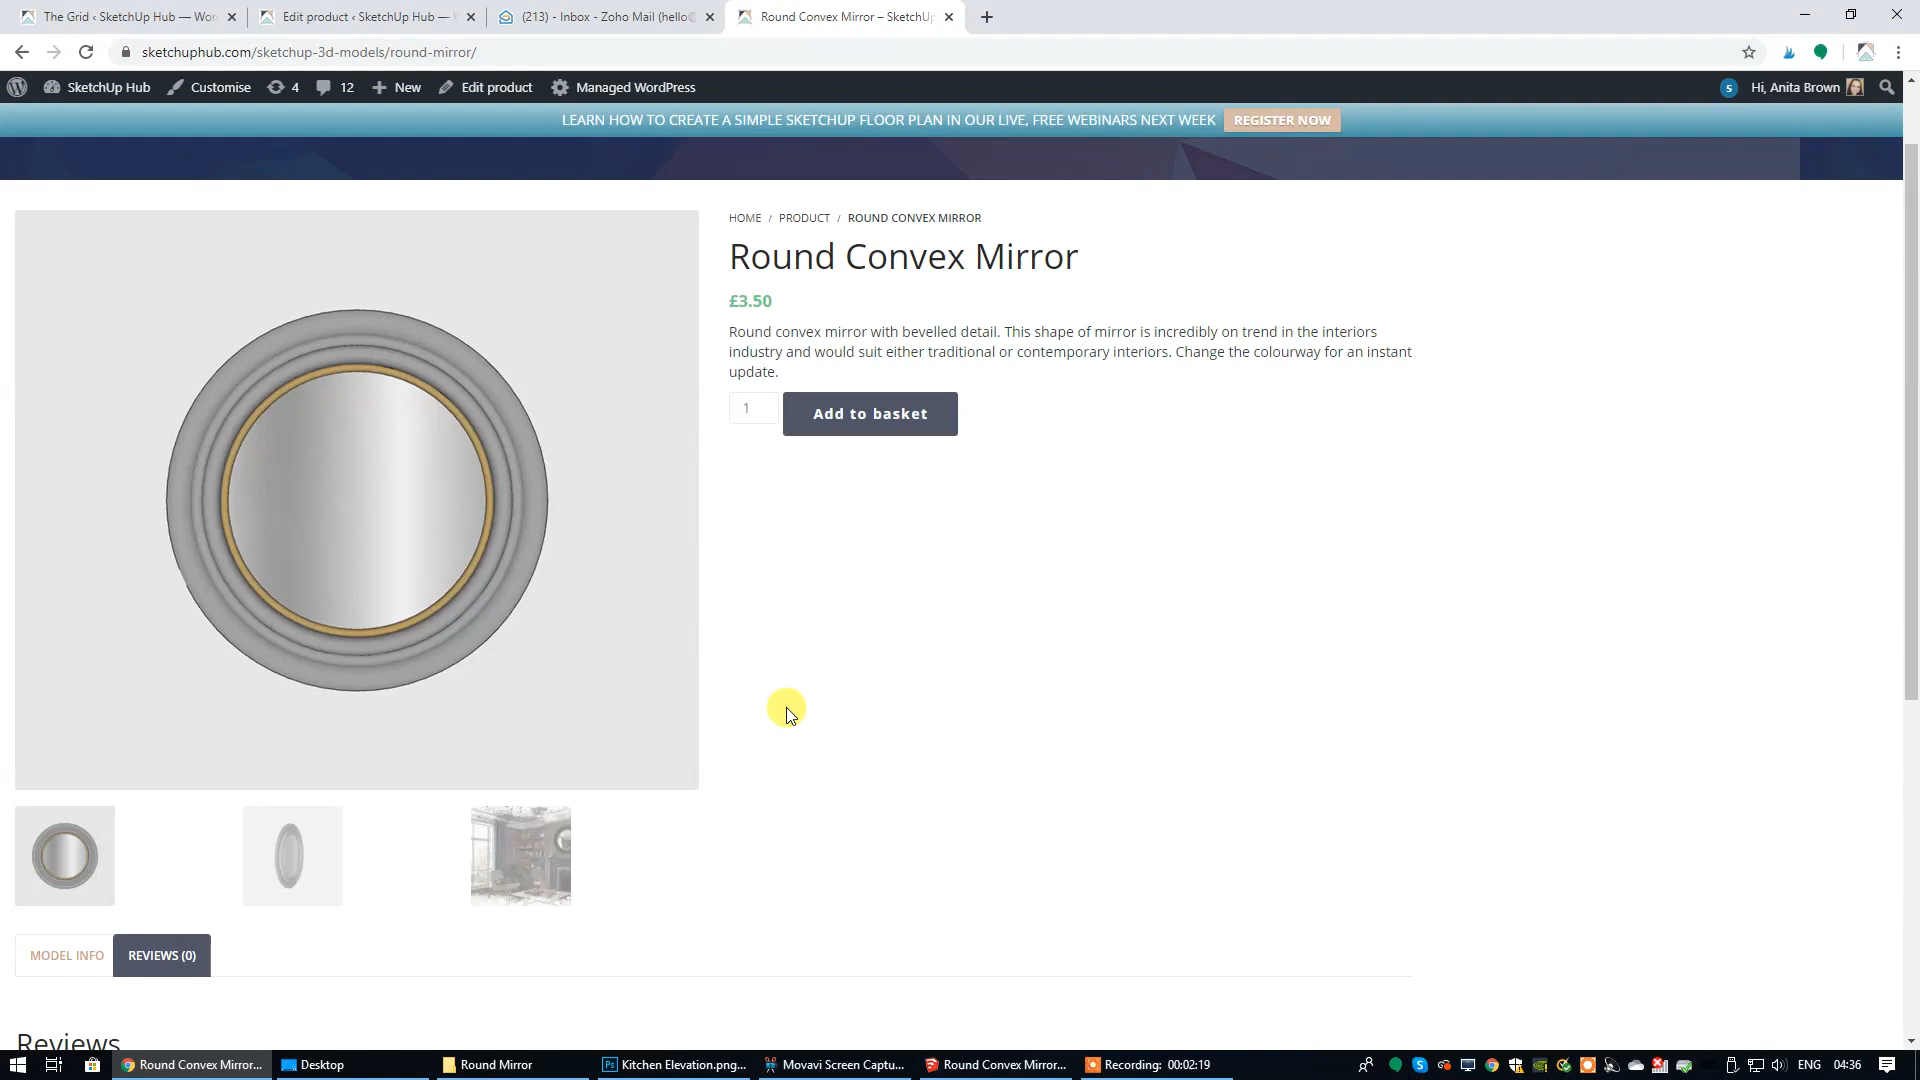 The Grid ‹ SketchUp Hub — Wor
Edit product ‹ SketchUp Hub —
(213) - Inbox - Zoho Mail (hello@
Round Convex Mirror – SketchUp
sketchuphub.com/sketchup-3d-models/round-mirror/
SketchUp Hub
Customise
4
12
New
Edit product
Managed WordPress
5
Hi, Anita Brown
LEARN HOW TO CREATE A SIMPLE SKETCHUP FLOOR PLAN IN OUR LIVE, FREE WEBINARS NEXT WEEK
REGISTER NOW
HOME / PRODUCT / ROUND CONVEX MIRROR
Round Convex Mirror
£3.50
Round convex mirror with bevelled detail. This shape of mirror is incredibly on trend in the interiors
industry and would suit either traditional or contemporary interiors. Change the colourway for an instant
update.
1
Add to basket
MODEL INFO
REVIEWS (0)
Reviews
Round Convex Mirror...
Desktop
Round Mirror
Ps
Kitchen Elevation.png...
Movavi Screen Captu...
Round Convex Mirror...
Recording: 00:02:19
ENG
04:36